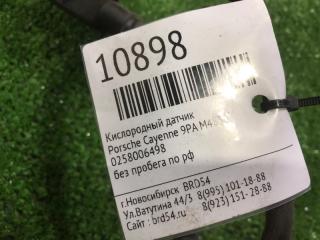 10898
Кислородный датчик
Porsche Cayenne 9PA M48
0258006498
без пробега по рф
г.Новосибирск BRD54
Ул.Ватутина 44/3 8(995)101-18-88
Сайт : brd54.ru 8(923)151-28-88